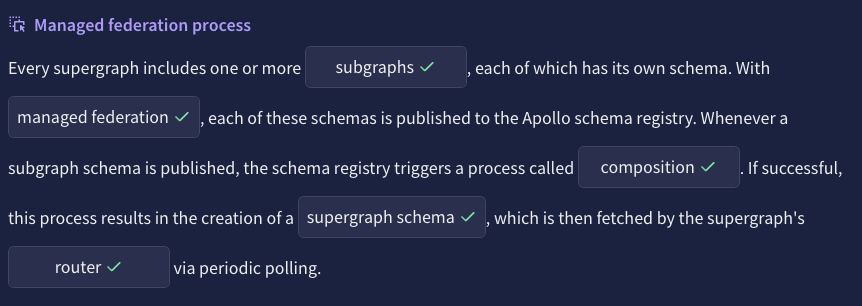 Managed federation process
Every supergraph includes one or more subgraphs ✓, each of which has its own schema. With
managed federation ✓, each of these schemas is published to the Apollo schema registry. Whenever a
subgraph schema is published, the schema registry triggers a process called composition ✓. If successful,
this process results in the creation of a supergraph schema ✓, which is then fetched by the supergraph's
router ✓ via periodic polling.